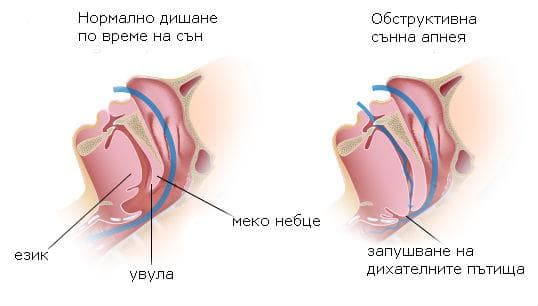 Нормално дишане
по време на сън
Обструктивна
сънна апнея
меко небце
език
увула
запушване на
дихателните пътища